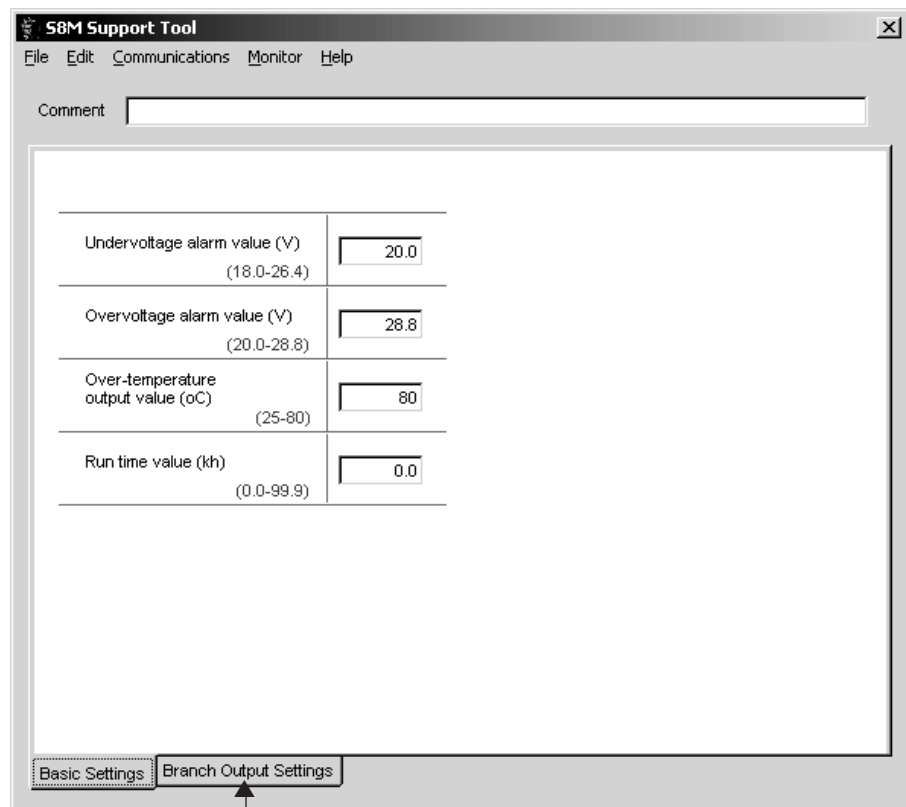 S8M Support Tool
File Edit Communications Monitor Help
Comment
Undervoltage alarm value (V)
(18.0-26.4)
20.0
Overvoltage alarm value (V)
(20.0-28.8)
28.8
Over-temperature
output value (oC)
(25-80)
80
Run time value (kh)
(0.0-99.9)
0.0
Basic Settings Branch Output Settings